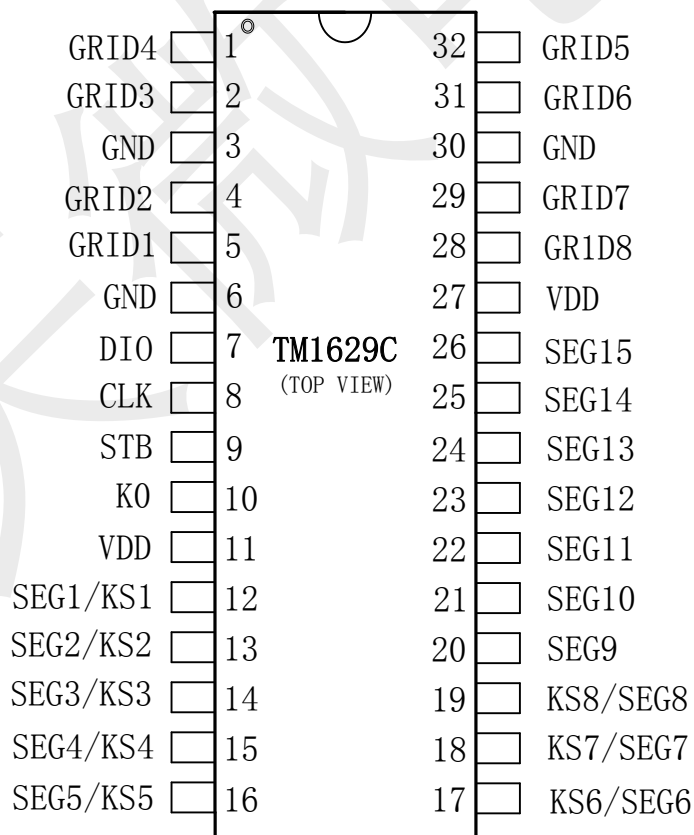 GRID4 1 32 GRID5
GRID3 2 31 GRID6
GND 3 30 GND
GRID2 4 29 GRID7
GRID1 5 28 GR1D8
GND 6 27 VDD
DIO 7 TM1629C 26 SEG15
CLK 8 (TOP VIEW) 25 SEG14
STB 9 24 SEG13
K0 10 23 SEG12
VDD 11 22 SEG11
SEG1/KS1 12 21 SEG10
SEG2/KS2 13 20 SEG9
SEG3/KS3 14 19 KS8/SEG8
SEG4/KS4 15 18 KS7/SEG7
SEG5/KS5 16 17 KS6/SEG6